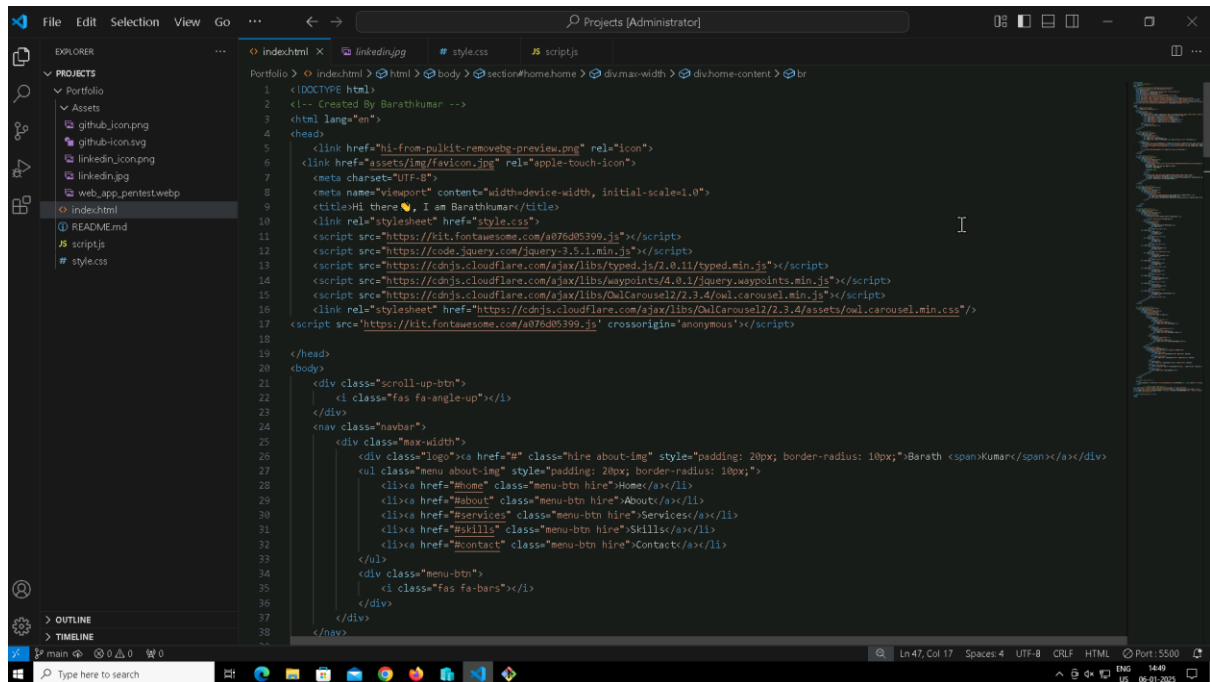 File Edit Selection View Go ··· Projects [Administrator]
EXPLORER ···
PROJECTS
Portfolio
Assets
github_icon.png
github-icon.svg
linkedin_icon.png
linkedin.jpg
web_app_pentest.webp
index.html
README.md
JS script.js
# style.css
OUTLINE
TIMELINE
index.html linkedin.jpg # style.css JS script.js
Portfolio > index.html > html > body > section#home.home > div.max-width > div.home-content > br
1 <!DOCTYPE html>
2 <!-- Created By Barathkumar -->
3 <html lang="en">
4 <head>
5 <link href="hi-from-pulkit-removebg-preview.png" rel="icon">
6 <link href="assets/img/favicon.jpg" rel="apple-touch-icon">
7 <meta charset="UTF-8">
8 <meta name="viewport" content="width=device-width, initial-scale=1.0">
9 <title>Hi there👋, I am Barathkumar</title>
10 <link rel="stylesheet" href="style.css">
11 <script src="https://kit.fontawesome.com/a076d05399.js"></script>
12 <script src="https://code.jquery.com/jquery-3.5.1.min.js"></script>
13 <script src="https://cdnjs.cloudflare.com/ajax/libs/typed.js/2.0.11/typed.min.js"></script>
14 <script src="https://cdnjs.cloudflare.com/ajax/libs/waypoints/4.0.1/jquery.waypoints.min.js"></script>
15 <script src="https://cdnjs.cloudflare.com/ajax/libs/OwlCarousel2/2.3.4/owl.carousel.min.js"></script>
16 <link rel="stylesheet" href="https://cdnjs.cloudflare.com/ajax/libs/OwlCarousel2/2.3.4/assets/owl.carousel.min.css"/>
17 <script src='https://kit.fontawesome.com/a076d05399.js' crossorigin='anonymous'></script>
18
19 </head>
20 <body>
21 <div class="scroll-up-btn">
22 <i class="fas fa-angle-up"></i>
23 </div>
24 <nav class="navbar">
25 <div class="max-width">
26 <div class="logo"><a href="#" class="hire about-img" style="padding: 20px; border-radius: 10px;">Barath <span>Kumar</span></a></div>
27 <ul class="menu about-img" style="padding: 20px; border-radius: 10px;">
28 <li><a href="#home" class="menu-btn hire">Home</a></li>
29 <li><a href="#about" class="menu-btn hire">About</a></li>
30 <li><a href="#services" class="menu-btn hire">Services</a></li>
31 <li><a href="#skills" class="menu-btn hire">Skills</a></li>
32 <li><a href="#contact" class="menu-btn hire">Contact</a></li>
33 </ul>
34 <div class="menu-btn">
35 <i class="fas fa-bars"></i>
36 </div>
37 </div>
38 </nav>
main 0 0 0 Ln 47, Col 17 Spaces: 4 UTF-8 CRLF HTML Port : 5500
Type here to search ENG 14:49
US 06-01-2025